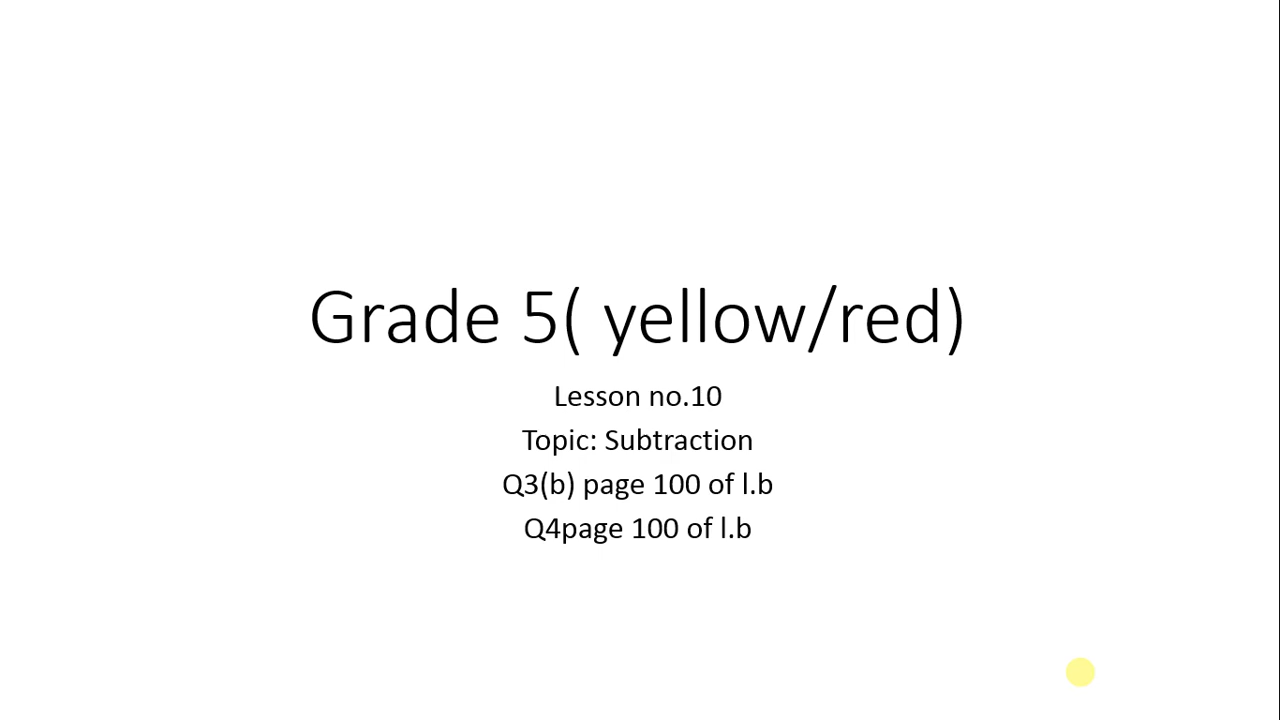 Grade 5( yellow/red)
Lesson no.10
Topic: Subtraction
Q3(b) page 100 of l.b
Q4page 100 of l.b